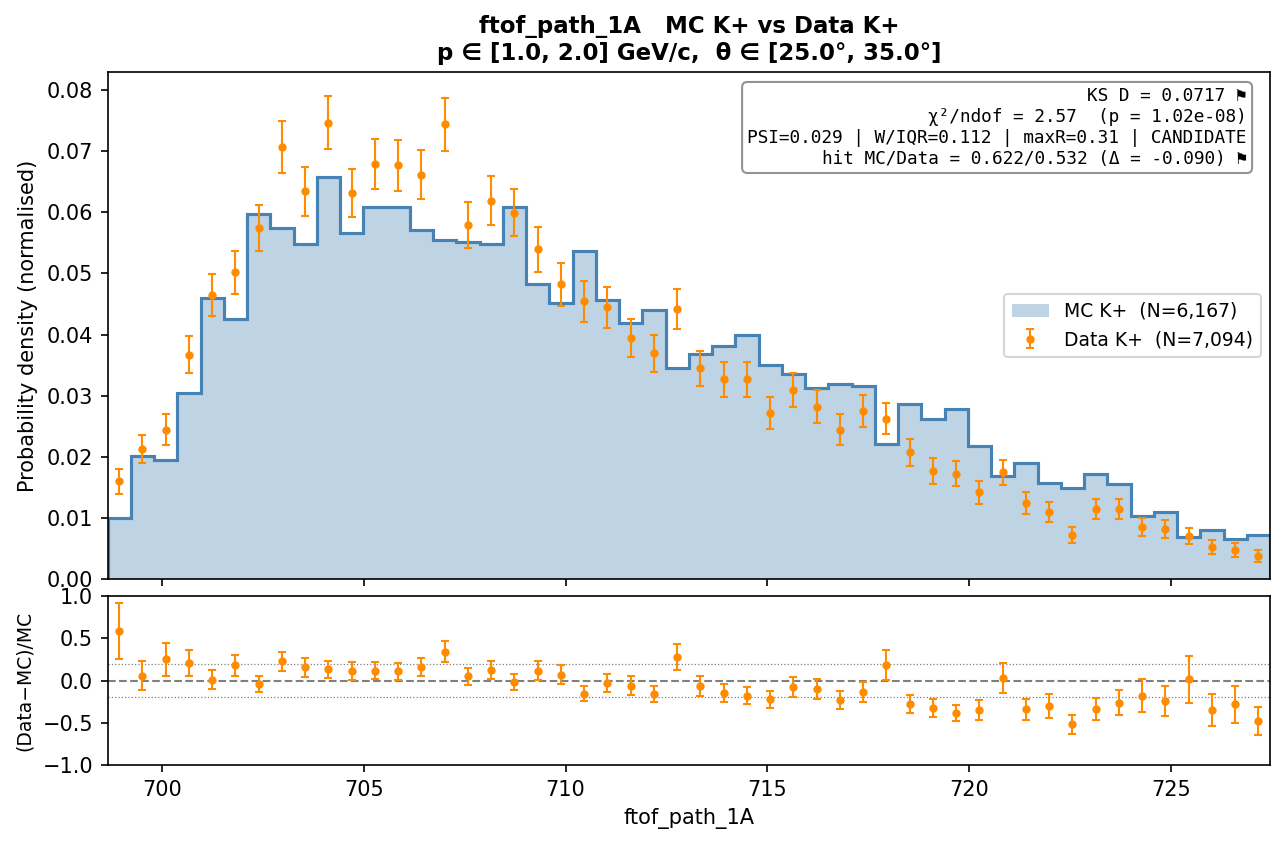 ftof_path_1A   MC K+ vs Data K+
p ∈ [1.0, 2.0] GeV/c,  θ ∈ [25.0°, 35.0°]
KS D = 0.0717 ⚑
χ²/ndof = 2.57  (p = 1.02e-08)
PSI=0.029 | W/IQR=0.112 | maxR=0.31 | CANDIDATE
hit MC/Data = 0.622/0.532 (Δ = -0.090) ⚑
MC K+  (N=6,167)
Data K+  (N=7,094)
Probability density (normalised)
0.08
0.07
0.06
0.05
0.04
0.03
0.02
0.01
0.00
(Data−MC)/MC
1.0
0.5
0.0
−0.5
−1.0
700 705 710 715 720 725
ftof_path_1A